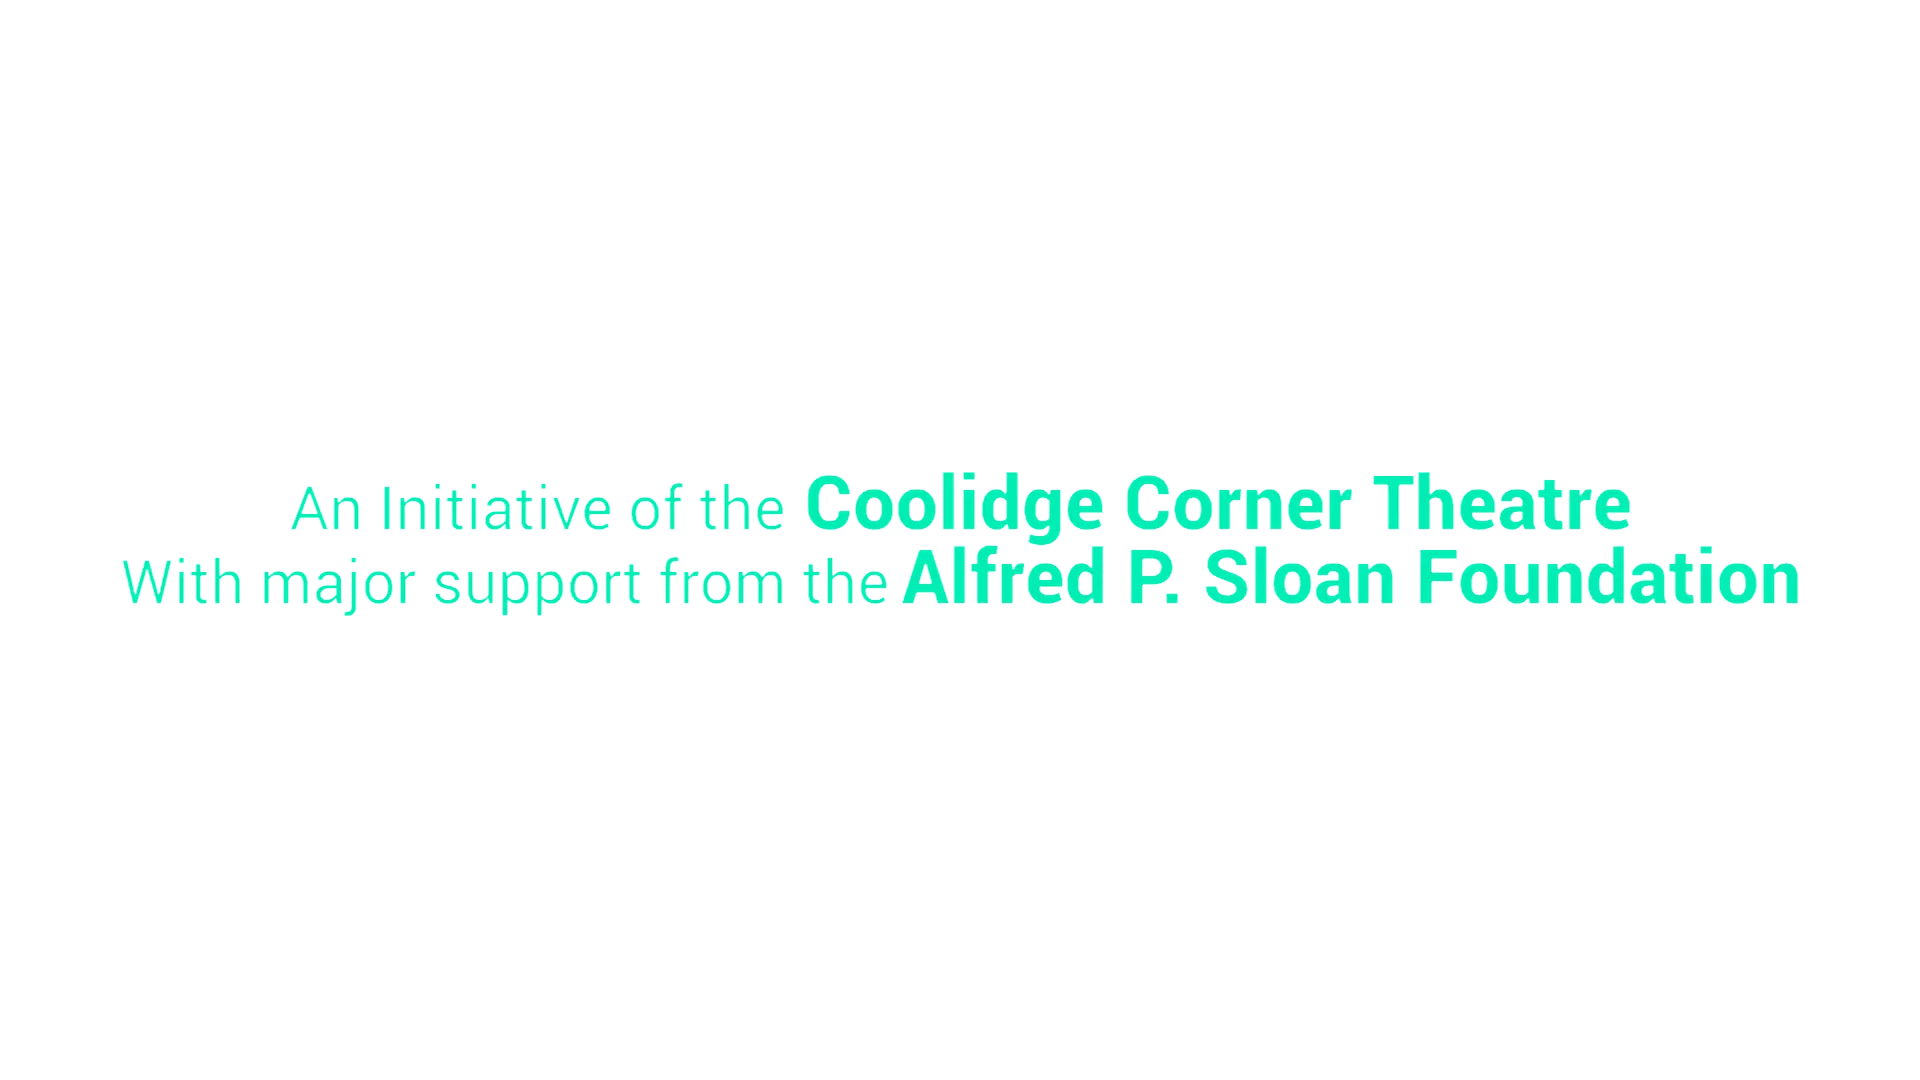 An Initiative of the Coolidge Corner Theatre
With major support from the Alfred P. Sloan Foundation